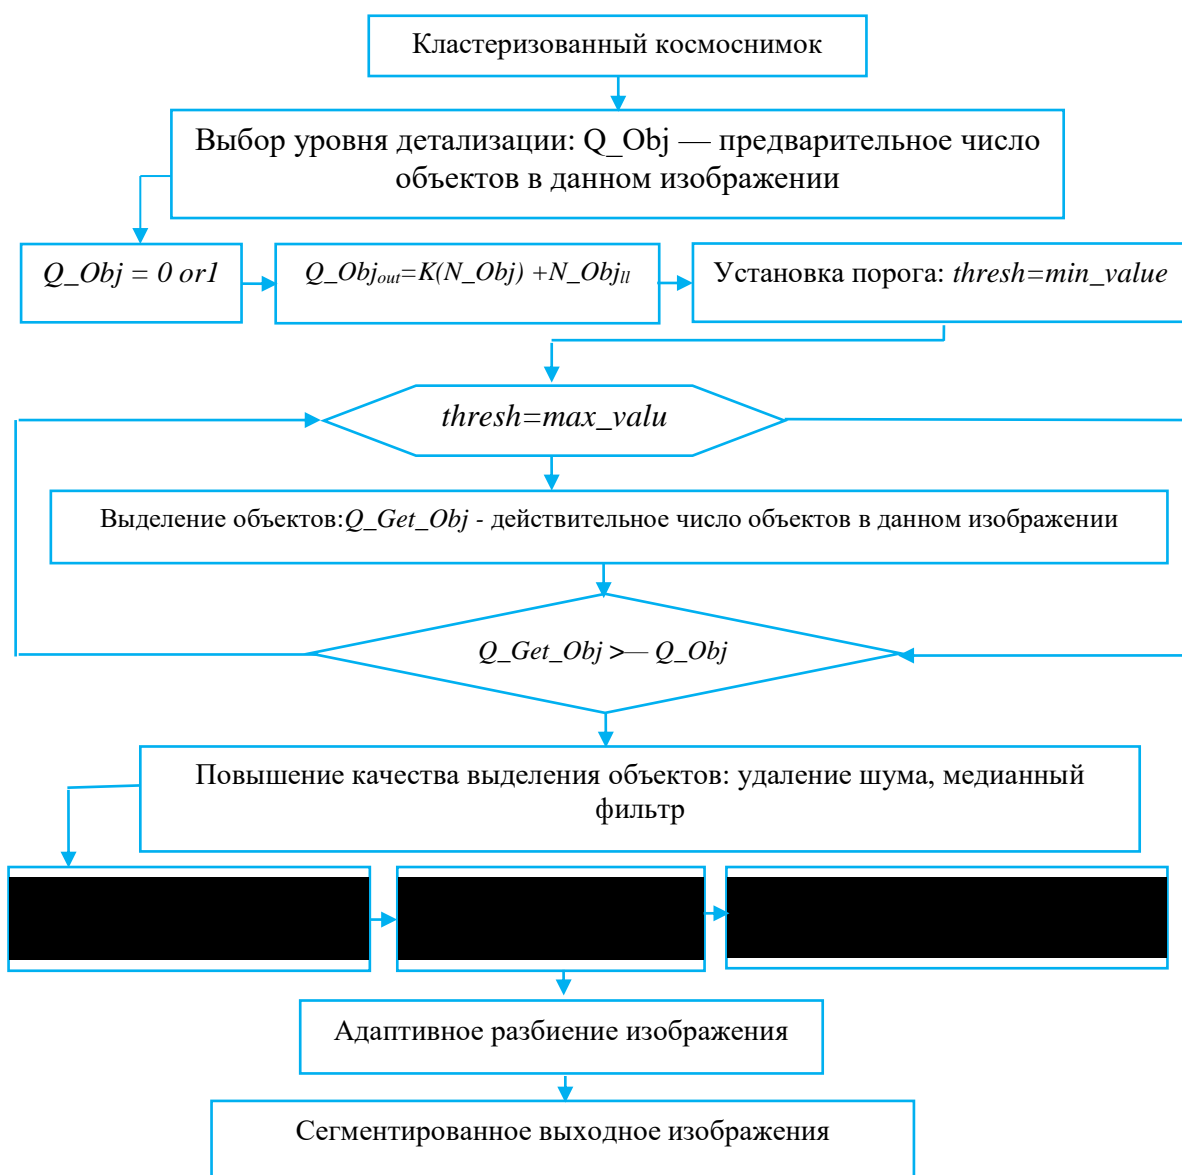 Кластеризованный космоснимок
Выбор уровня детализации: Q_Obj — предварительное число
объектов в данном изображении
Q_Obj = 0 or1
Q_Objout=K(N_Obj) +N_Objll
Установка порога: thresh=min_value
thresh=max_valu
Выделение объектов:Q_Get_Obj - действительное число объектов в данном изображении
Q_Get_Obj >— Q_Obj
Повышение качества выделения объектов: удаление шума, медианный
фильтр
Адаптивное разбиение изображения
Сегментированное выходное изображения